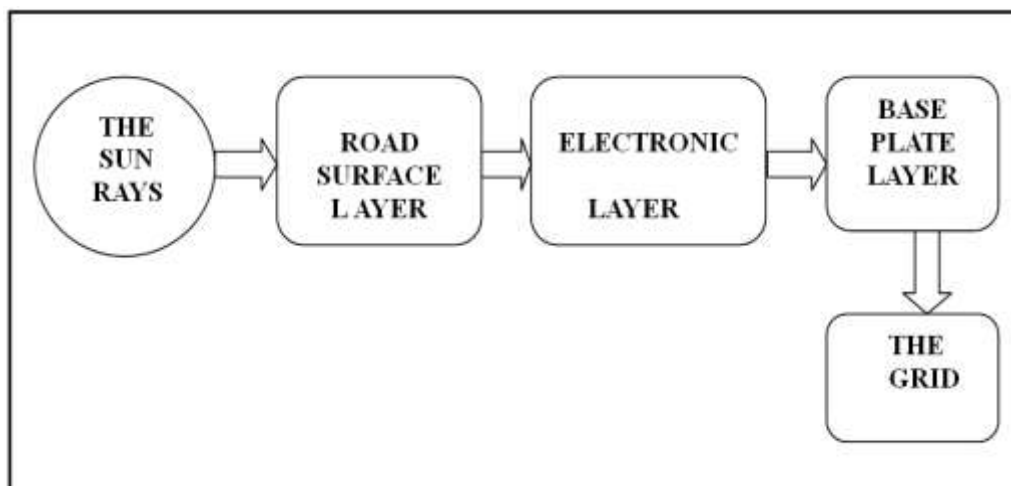 THE
SUN
RAYS
ROAD
SURFACE
L AYER
ELECTRONIC
LAYER
BASE
PLATE
LAYER
THE
GRID